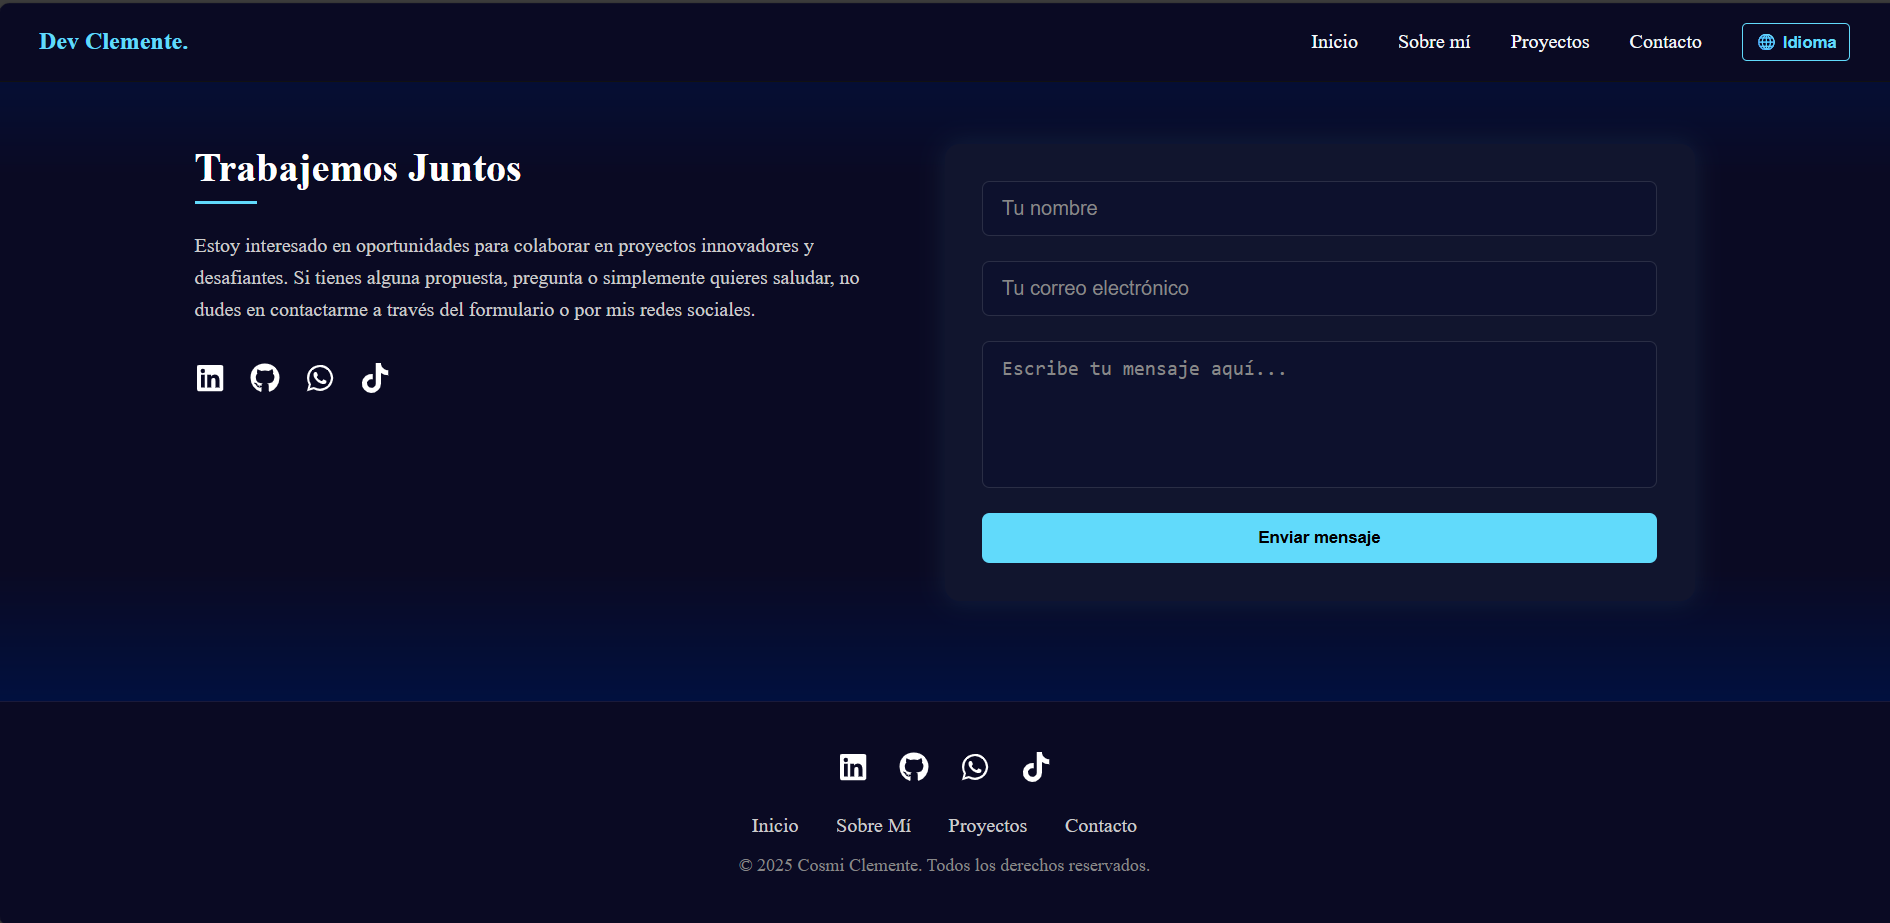 Dev Clemente.
Inicio Sobre mí Proyectos Contacto Idioma
Trabajemos Juntos
Estoy interesado en oportunidades para colaborar en proyectos innovadores y
desafiantes. Si tienes alguna propuesta, pregunta o simplemente quieres saludar, no
dudes en contactarme a través del formulario o por mis redes sociales.
Tu nombre
Tu correo electrónico
Escribe tu mensaje aquí...
Enviar mensaje
Inicio Sobre Mí Proyectos Contacto
© 2025 Cosmi Clemente. Todos los derechos reservados.